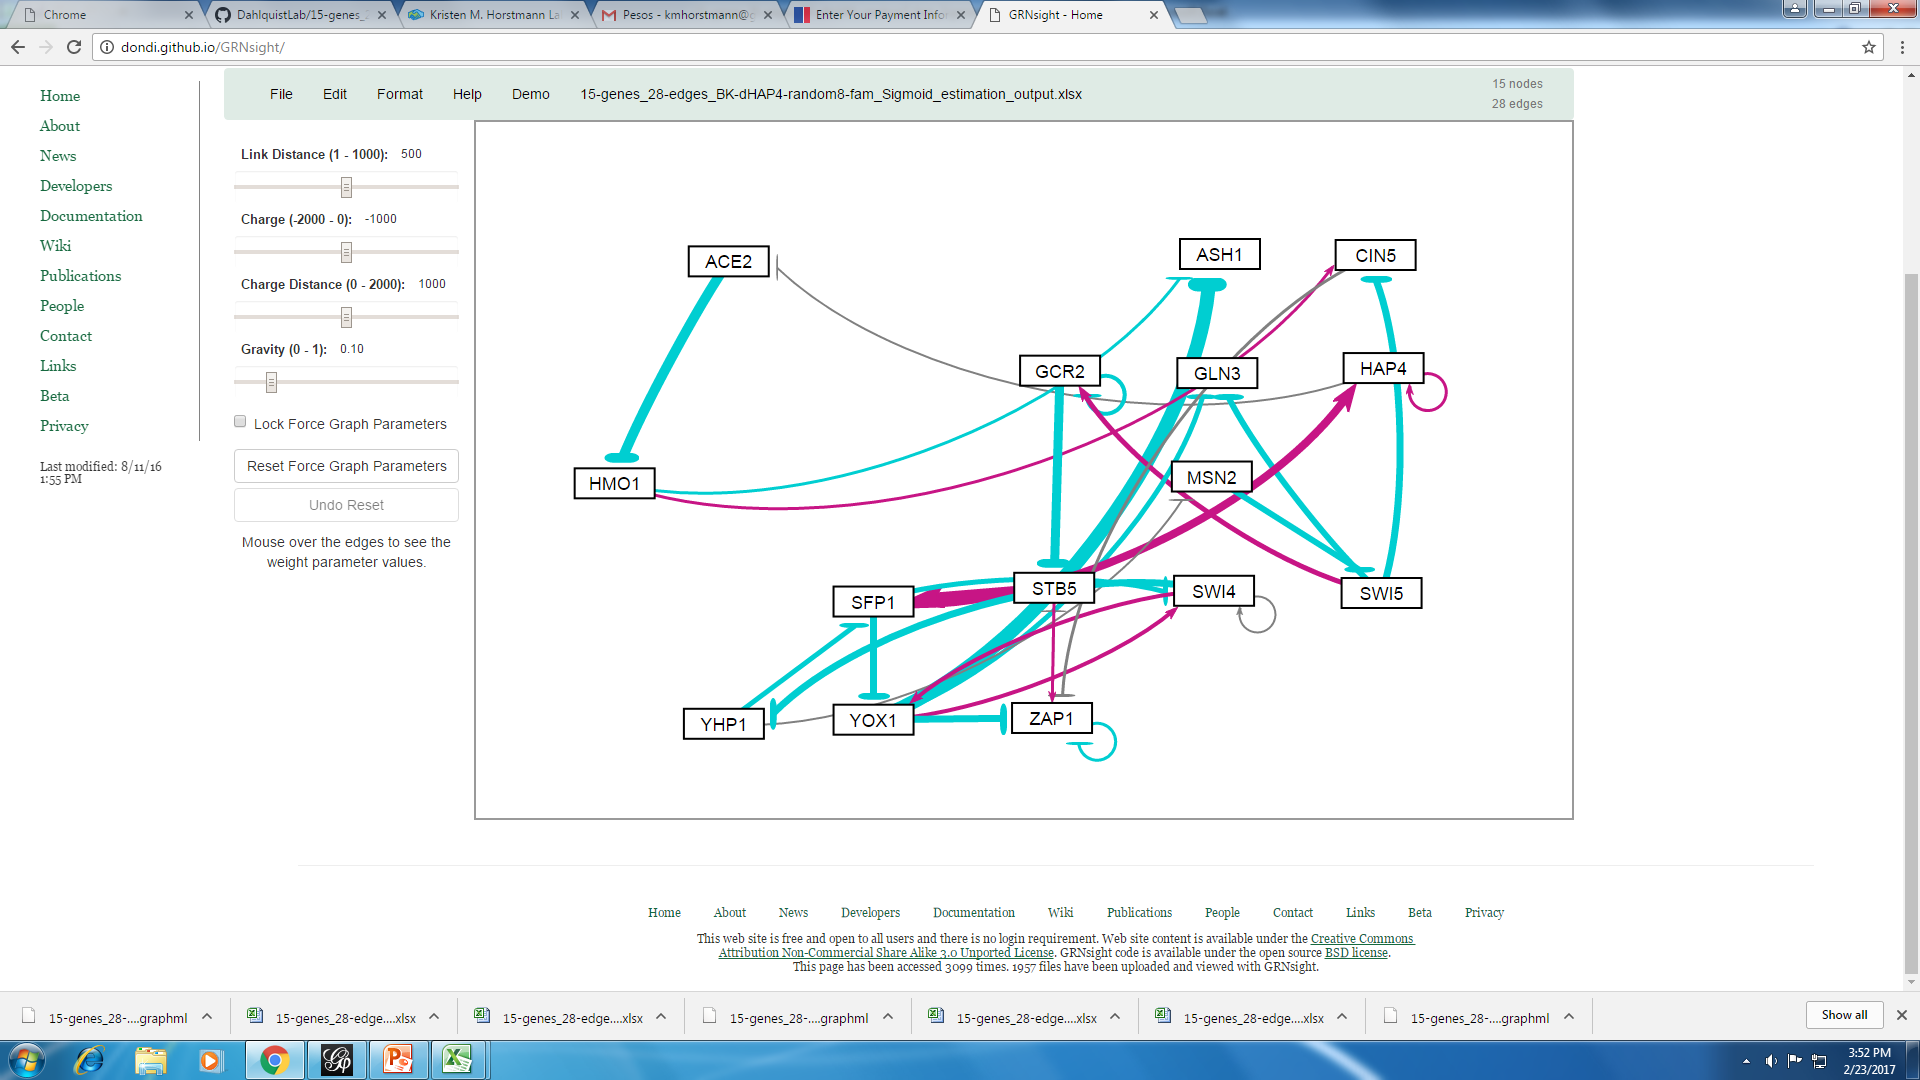 Chrome
DahlquistLab/15-genes_
Kristen M. Horstmann La
Pesos - kmhorstmann@g
Enter Your Payment Info
GRNsight - Home
dondi.github.io/GRNsight/
Home
About
News
Developers
Documentation
Wiki
Publications
People
Contact
Links
Beta
Privacy
Last modified: 8/11/16
1:55 PM
File Edit Format Help Demo 15-genes_28-edges_BK-dHAP4-random8-fam_Sigmoid_estimation_output.xlsx
15 nodes
28 edges
Link Distance (1 - 1000): 500
Charge (-2000 - 0): -1000
Charge Distance (0 - 2000): 1000
Gravity (0 - 1): 0.10
Lock Force Graph Parameters
Reset Force Graph Parameters
Undo Reset
Mouse over the edges to see the
weight parameter values.
ACE2
ASH1
CIN5
GCR2
GLN3
HAP4
HMO1
MSN2
SFP1
STB5
SWI4
SWI5
YHP1
YOX1
ZAP1
Home About News Developers Documentation Wiki Publications People Contact Links Beta Privacy
This web site is free and open to all users and there is no login requirement. Web site content is available under the Creative Commons
Attribution Non-Commercial Share Alike 3.0 Unported License. GRNsight code is available under the open source BSD license.
This page has been accessed 3099 times. 1957 files have been uploaded and viewed with GRNsight.
15-genes_28-....graphml
15-genes_28-edge....xlsx
15-genes_28-edge....xlsx
15-genes_28-....graphml
15-genes_28-edge....xlsx
15-genes_28-edge....xlsx
15-genes_28-....graphml
Show all
3:52 PM
2/23/2017